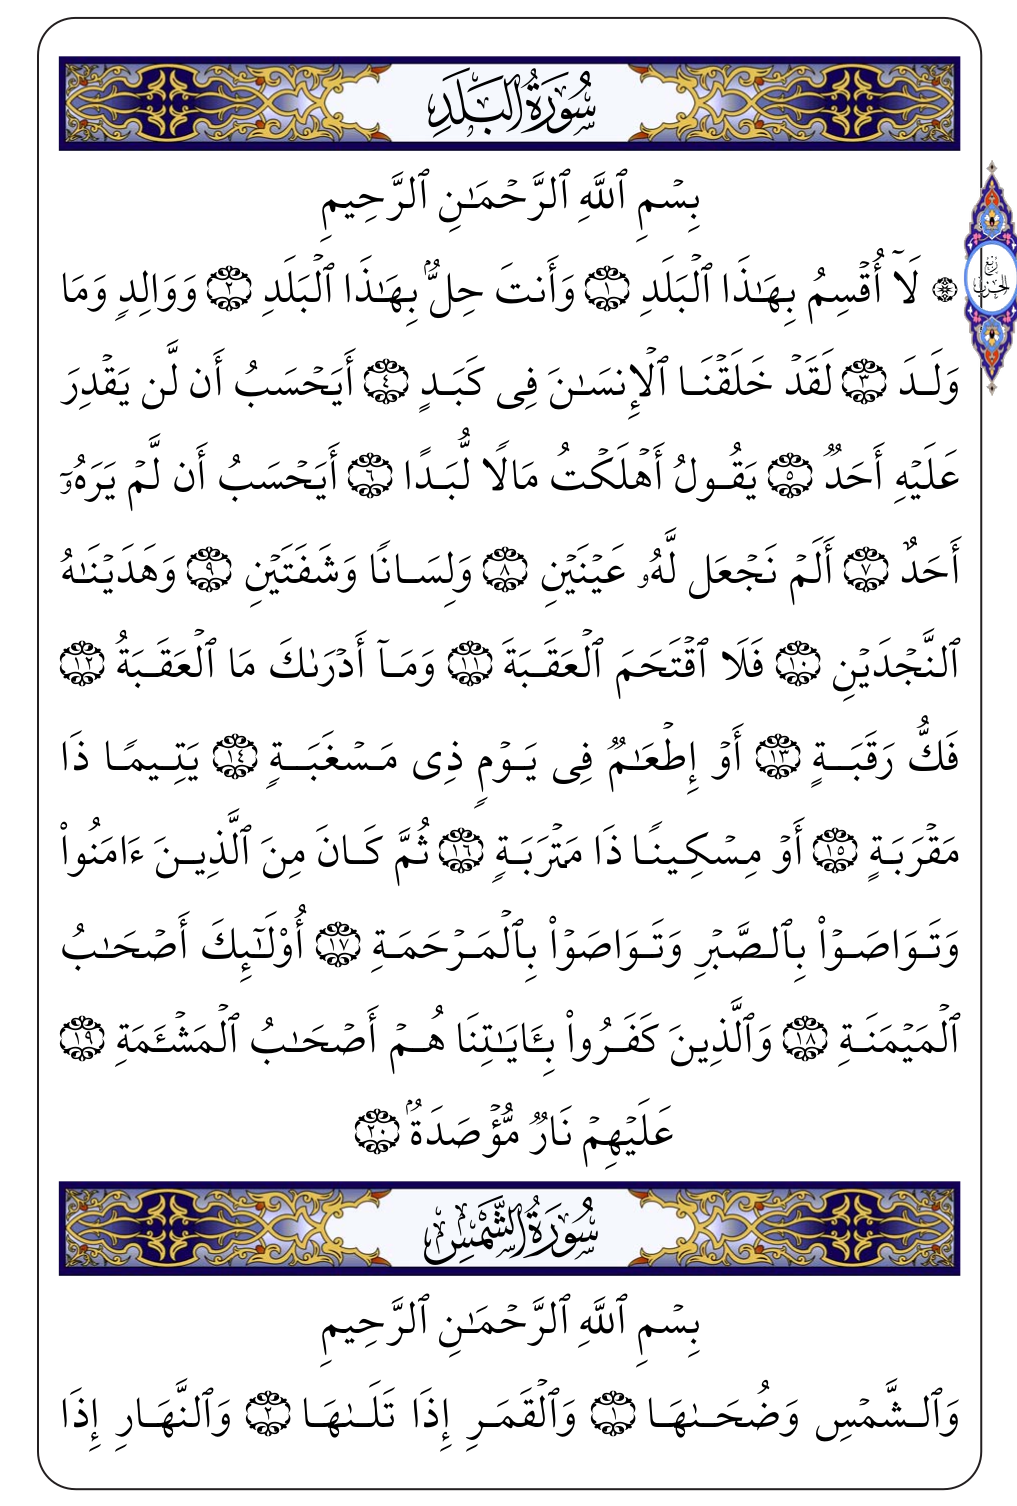 سُورَةُ البَلَدِ
بِسْمِ ٱللَّهِ ٱلرَّحْمَـٰنِ ٱلرَّحِيمِ
رُبْعُ الحِزْبِ
۞ لَآ أُقْسِمُ بِهَـٰذَا ٱلْبَلَدِ ۝١ وَأَنتَ حِلٌّۢ بِهَـٰذَا ٱلْبَلَدِ ۝٢ وَوَالِدٍ وَمَا
وَلَدَ ۝٣ لَقَدْ خَلَقْنَا ٱلْإِنسَـٰنَ فِى كَبَدٍ ۝٤ أَيَحْسَبُ أَن لَّن يَقْدِرَ
عَلَيْهِ أَحَدٌ ۝٥ يَقُولُ أَهْلَكْتُ مَالًا لُّبَدًا ۝٦ أَيَحْسَبُ أَن لَّمْ يَرَهُۥٓ
أَحَدٌ ۝٧ أَلَمْ نَجْعَل لَّهُۥ عَيْنَيْنِ ۝٨ وَلِسَانًا وَشَفَتَيْنِ ۝٩ وَهَدَيْنَـٰهُ
ٱلنَّجْدَيْنِ ۝١٠ فَلَا ٱقْتَحَمَ ٱلْعَقَبَةَ ۝١١ وَمَآ أَدْرَىٰكَ مَا ٱلْعَقَبَةُ ۝١٢
فَكُّ رَقَبَةٍ ۝١٣ أَوْ إِطْعَـٰمٌ فِى يَوْمٍ ذِى مَسْغَبَةٍ ۝١٤ يَتِيمًا ذَا
مَقْرَبَةٍ ۝١٥ أَوْ مِسْكِينًا ذَا مَتْرَبَةٍ ۝١٦ ثُمَّ كَانَ مِنَ ٱلَّذِينَ ءَامَنُوا۟
وَتَوَاصَوْا۟ بِٱلصَّبْرِ وَتَوَاصَوْا۟ بِٱلْمَرْحَمَةِ ۝١٧ أُو۟لَـٰٓئِكَ أَصْحَـٰبُ
ٱلْمَيْمَنَةِ ۝١٨ وَٱلَّذِينَ كَفَرُوا۟ بِـَٔايَـٰتِنَا هُمْ أَصْحَـٰبُ ٱلْمَشْـَٔمَةِ ۝١٩
عَلَيْهِمْ نَارٌ مُّؤْصَدَةٌۢ ۝٢٠
سُورَةُ الشَّمْسِ
بِسْمِ ٱللَّهِ ٱلرَّحْمَـٰنِ ٱلرَّحِيمِ
وَٱلشَّمْسِ وَضُحَىٰهَا ۝١ وَٱلْقَمَرِ إِذَا تَلَىٰهَا ۝٢ وَٱلنَّهَارِ إِذَا